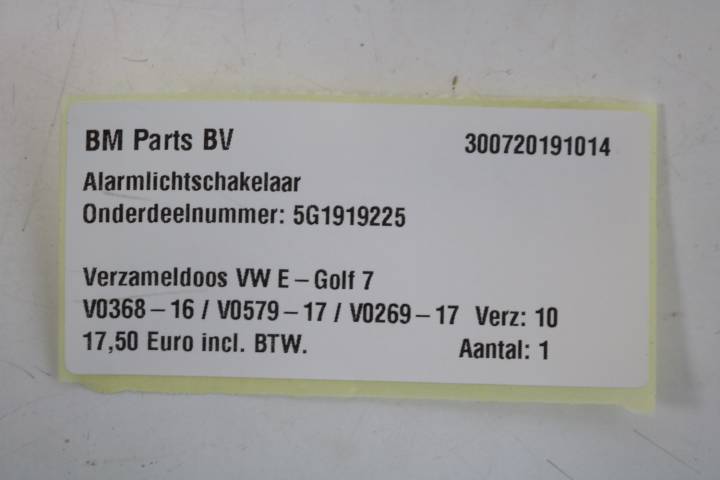 BM Parts BV 300720191014
Alarmlichtschakelaar
Onderdeelnummer: 5G1919225
Verzameldoos VW E-Golf 7
V0368-16 / V0579-17 / V0269-17 Verz: 10
17,50 Euro incl. BTW. Aantal: 1